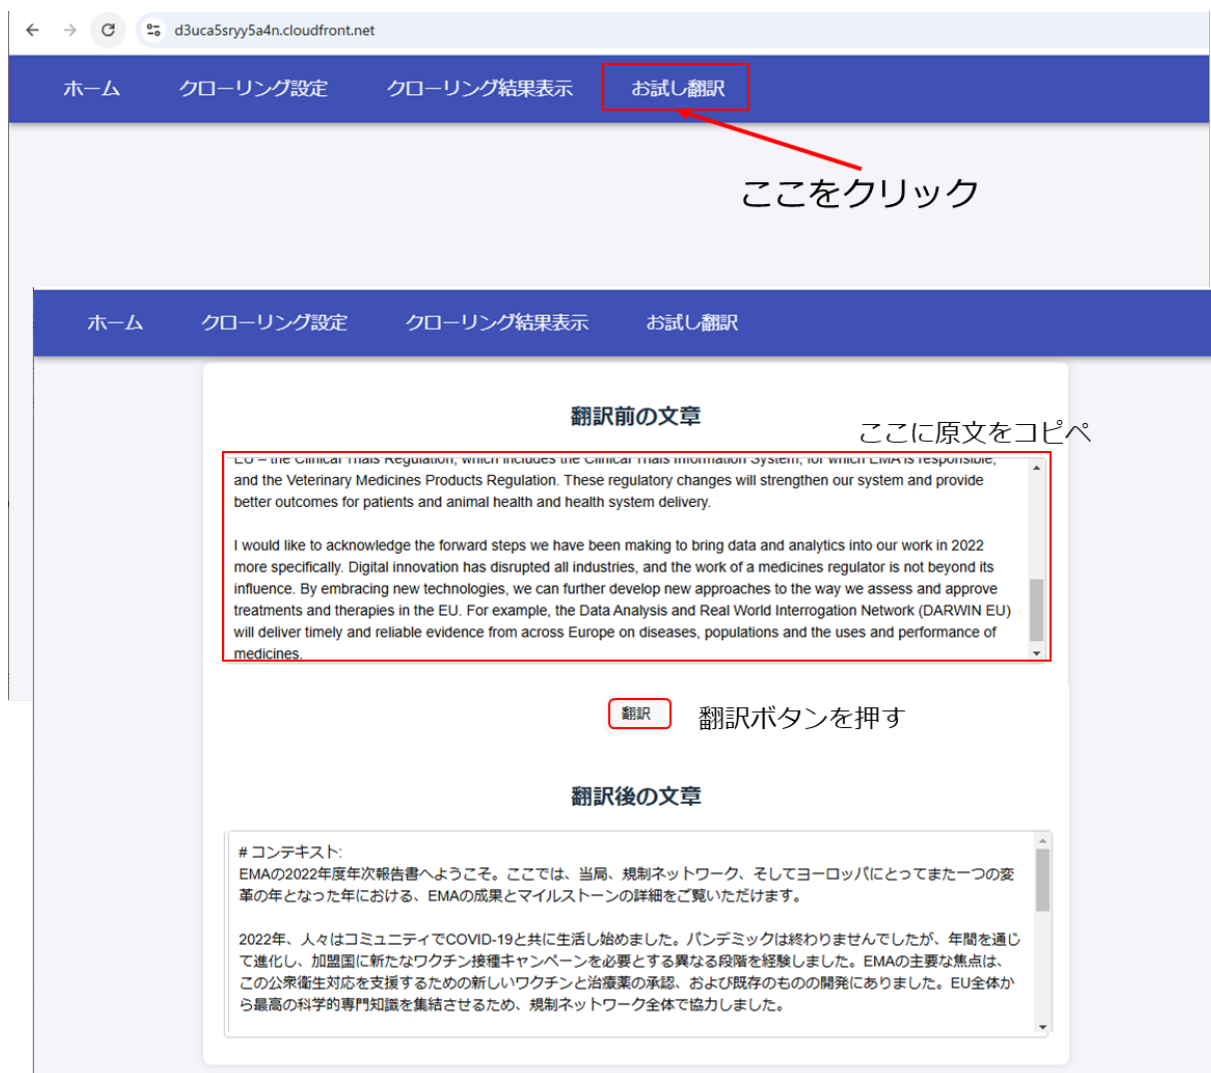 d3uca5sryy5a4n.cloudfront.net
ホーム クローリング設定 クローリング結果表示 お試し翻訳
ここをクリック
ホーム クローリング設定 クローリング結果表示 お試し翻訳
翻訳前の文章
ここに原文をコピペ
EU – the Clinical Trials Regulation, which includes the Clinical Trials Information System, for which EMA is responsible,
and the Veterinary Medicines Products Regulation. These regulatory changes will strengthen our system and provide
better outcomes for patients and animal health and health system delivery.
I would like to acknowledge the forward steps we have been making to bring data and analytics into our work in 2022
more specifically. Digital innovation has disrupted all industries, and the work of a medicines regulator is not beyond its
influence. By embracing new technologies, we can further develop new approaches to the way we assess and approve
treatments and therapies in the EU. For example, the Data Analysis and Real World Interrogation Network (DARWIN EU)
will deliver timely and reliable evidence from across Europe on diseases, populations and the uses and performance of
medicines.
翻訳 翻訳ボタンを押す
翻訳後の文章
# コンテキスト:
EMAの2022年度年次報告書へようこそ。ここでは、当局、規制ネットワーク、そしてヨーロッパにとってまた一つの変
革の年となった年における、EMAの成果とマイルストーンの詳細をご覧いただけます。
2022年、人々はコミュニティでCOVID-19と共に生活し始めました。パンデミックは終わりませんでしたが、年間を通じ
て進化し、加盟国に新たなワクチン接種キャンペーンを必要とする異なる段階を経験しました。EMAの主要な焦点は、
この公衆衛生対応を支援するための新しいワクチンと治療薬の承認、および既存のものの開発にありました。EU全体か
ら最高の科学的専門知識を集結させるため、規制ネットワーク全体で協力しました。